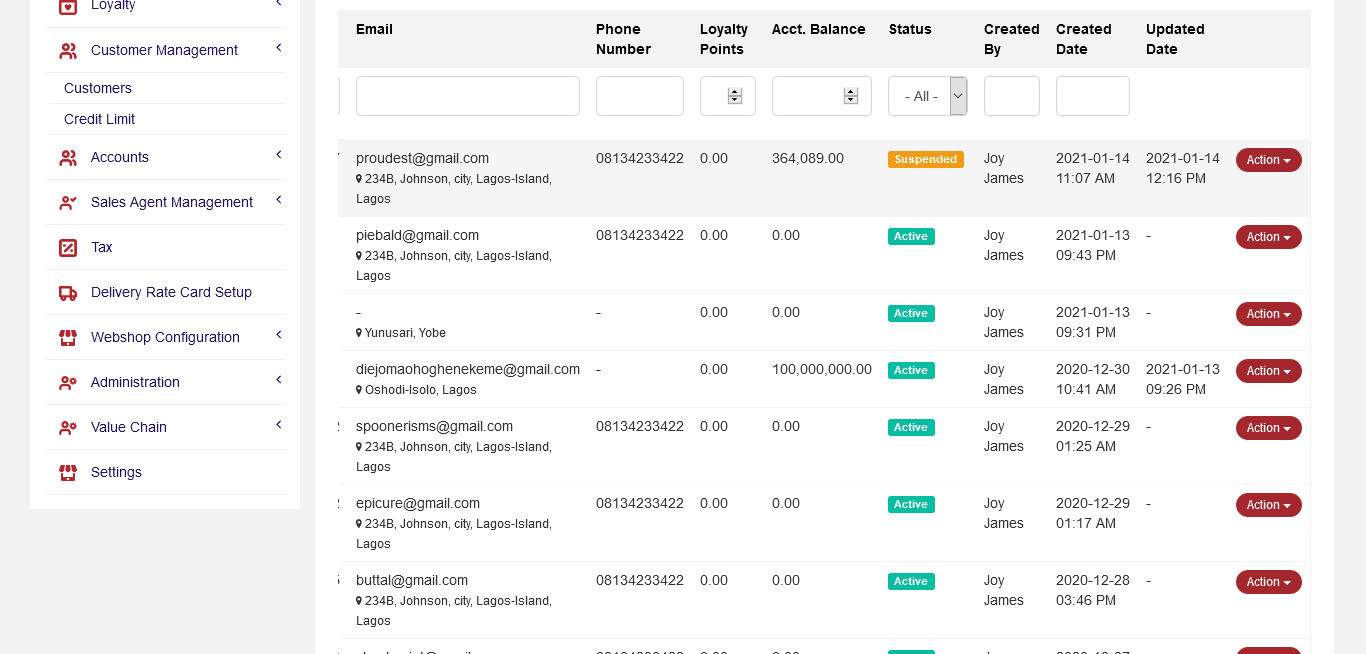 Loyalty
Customer Management
Customers
Credit Limit
Accounts
Sales Agent Management
Tax
Delivery Rate Card Setup
Webshop Configuration
Administration
Value Chain
Settings
Email Phone Number Loyalty Points Acct. Balance Status Created By Created Date Updated Date
- All -
proudest@gmail.com 08134233422 0.00 364,089.00 Suspended Joy 2021-01-14 2021-01-14 Action
234B, Johnson, city, Lagos-Island, James 11:07 AM 12:16 PM
Lagos
piebald@gmail.com 08134233422 0.00 0.00 Active Joy 2021-01-13 - Action
234B, Johnson, city, Lagos-Island, James 09:43 PM
Lagos
- - 0.00 0.00 Active Joy 2021-01-13 - Action
Yunusari, Yobe James 09:31 PM
diejomaohoghenekeme@gmail.com - 0.00 100,000,000.00 Active Joy 2020-12-30 2021-01-13 Action
Oshodi-Isolo, Lagos James 10:41 AM 09:26 PM
spoonerisms@gmail.com 08134233422 0.00 0.00 Active Joy 2020-12-29 - Action
234B, Johnson, city, Lagos-Island, James 01:25 AM
Lagos
epicure@gmail.com 08134233422 0.00 0.00 Active Joy 2020-12-29 - Action
234B, Johnson, city, Lagos-Island, James 01:17 AM
Lagos
buttal@gmail.com 08134233422 0.00 0.00 Active Joy 2020-12-28 - Action
234B, Johnson, city, Lagos-Island, James 03:46 PM
Lagos